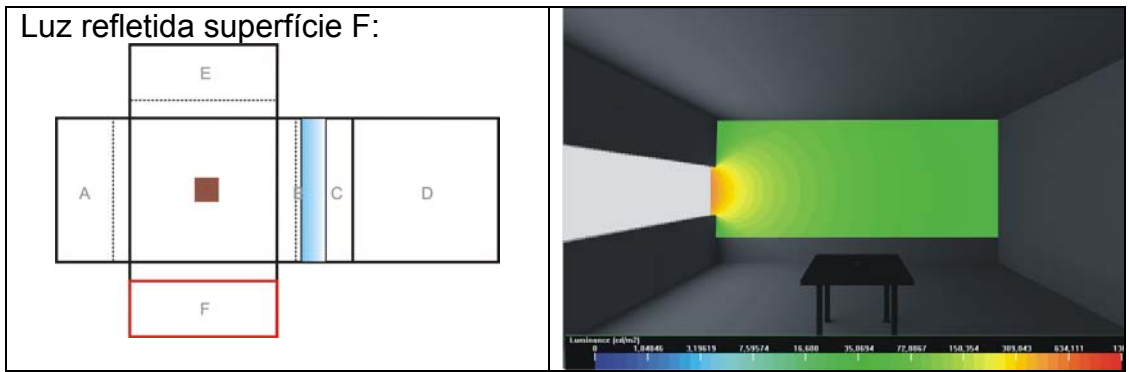 Luz refletida superfície F:
E
A
B
C
D
F
Luminance (cd/m2)
0 1,04046 3,19619 7,59574 16,600 35,0694 72,8867 150,354 309,043 634,111